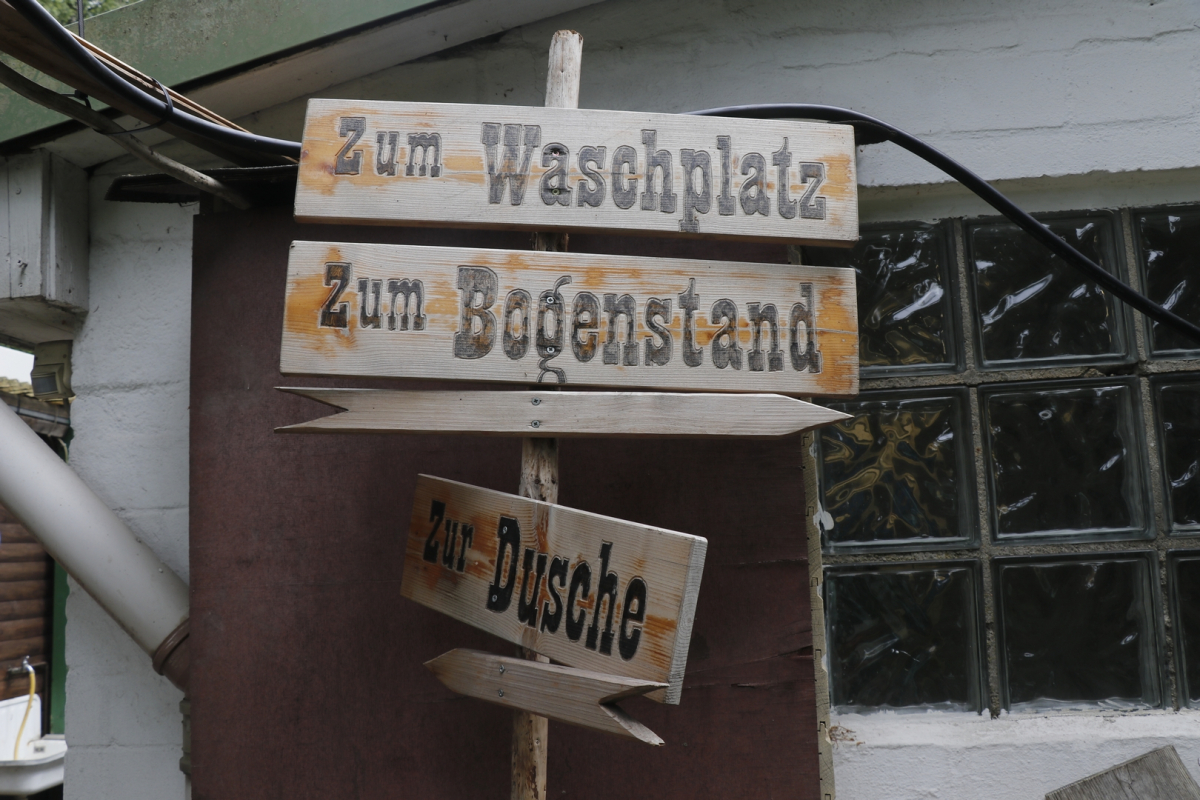 Zum Waschplatz
Zum Bogenstand
Zur Dusche